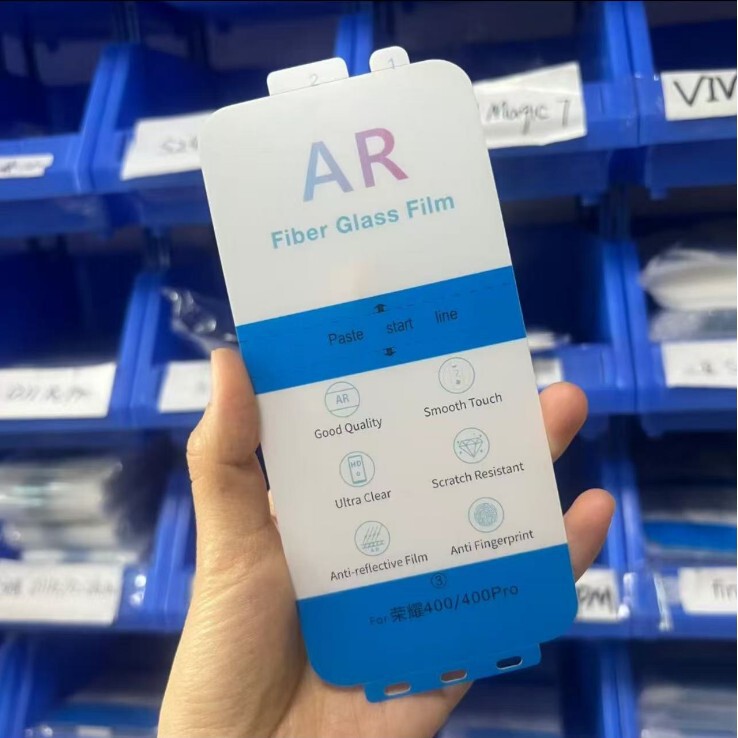 2
1
AR
Fiber Glass Film
Paste start line
AR
Good Quality
Smooth Touch
HD
Ultra Clear
Scratch Resistant
Anti-reflective Film
Anti Fingerprint
③
For 荣耀400/400Pro
Magic 7
VIV